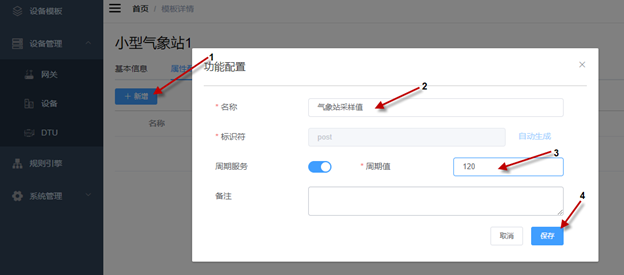 设备模板
首页 / 模板详情
设备管理
小型气象站1
网关
设备
DTU
规则引擎
系统管理
基本信息
1
+ 新增
名称
功能配置
2
* 名称
气象站采样值
* 标识符
post
自动生成
周期服务
* 周期值
120
3
备注
4
取消
保存